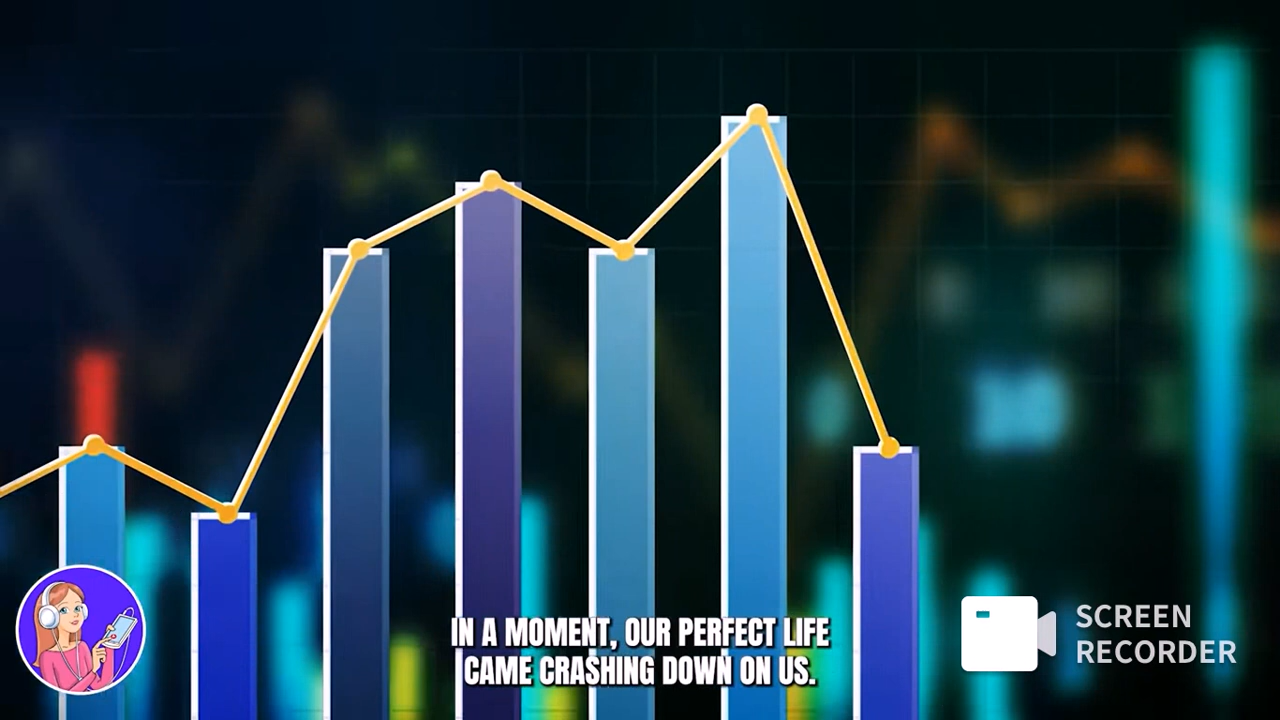 IN A MOMENT, OUR PERFECT LIFE
CAME CRASHING DOWN ON US.
SCREEN
RECORDER